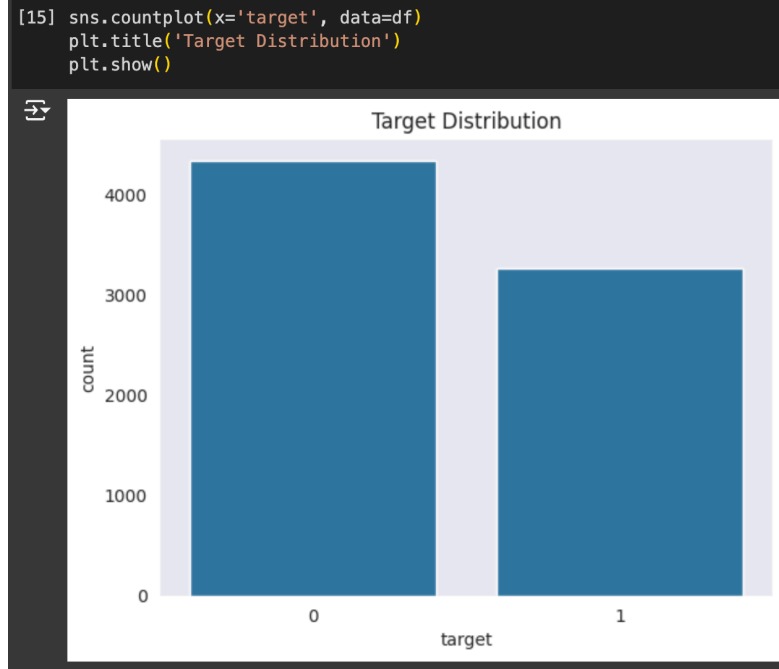 [15] sns.countplot(x='target', data=df)
plt.title('Target Distribution')
plt.show()
Target Distribution
4000
3000
2000
1000
0
count
0 1
target